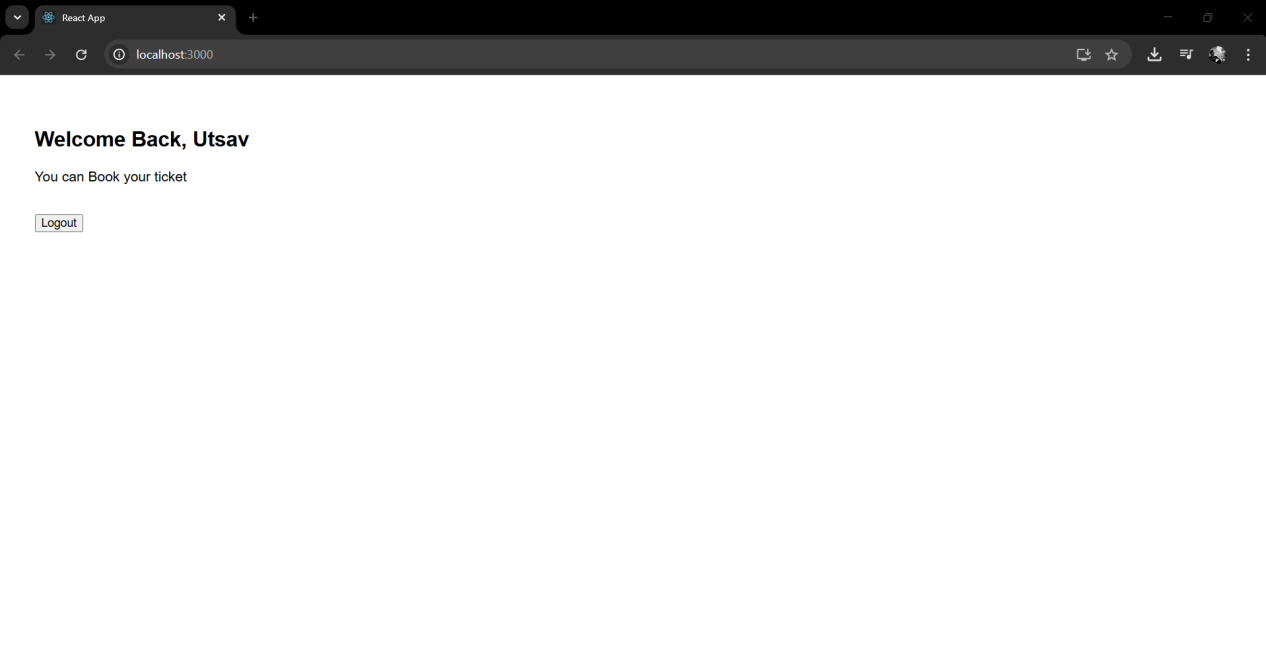 React App
localhost:3000
Welcome Back, Utsav
You can Book your ticket
Logout